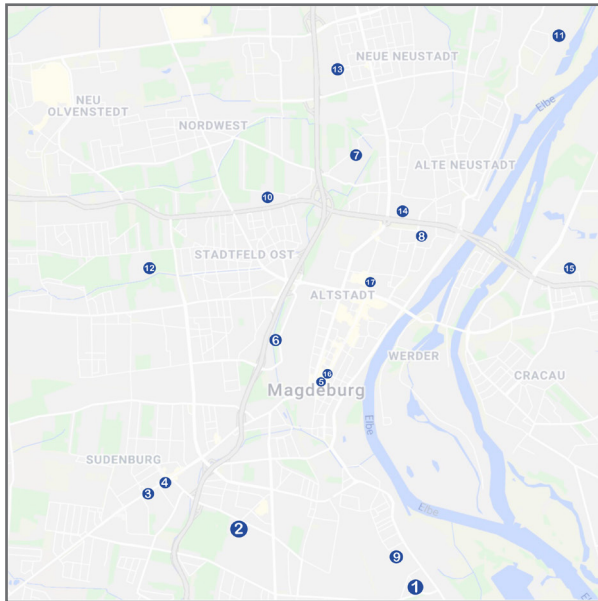 11
NEUE NEUSTADT
13
Elbe
NEU
OLVENSTEDT
NORDWEST
7
ALTE NEUSTADT
10
14
8
STADTFELD OST
12
15
17
ALTSTADT
6
WERDER
16
5
CRACAU
Magdeburg
Elbe
SUDENBURG
4
3
Elbe
2
9
1